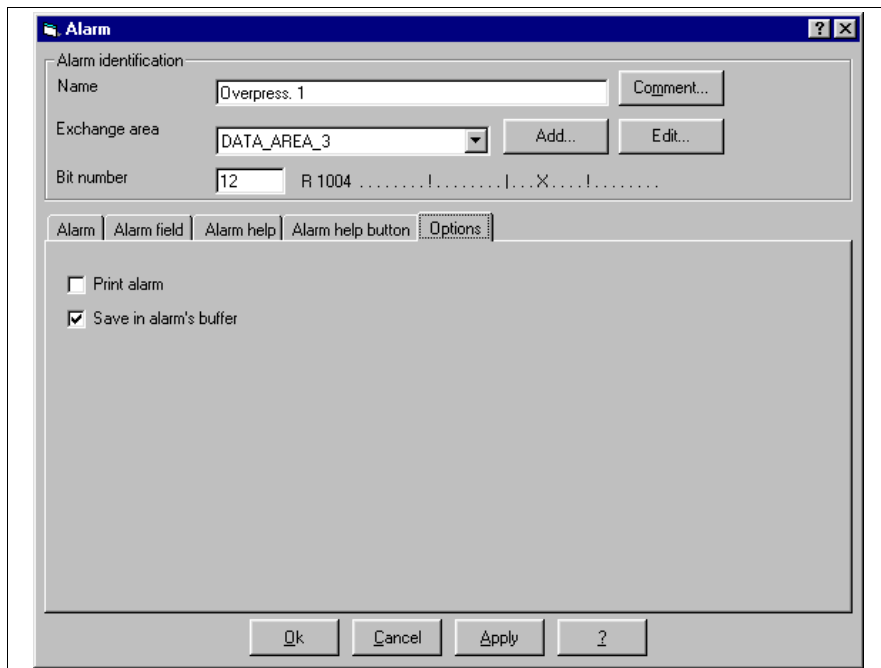 Alarm
Alarm identification
Name
Overpress. 1
Comment...
Exchange area
DATA_AREA_3
Add...
Edit...
Bit number
12
R 1004 ........!........|...X....!........
Alarm
Alarm field
Alarm help
Alarm help button
Options
Print alarm
Save in alarm's buffer
Ok
Cancel
Apply
?